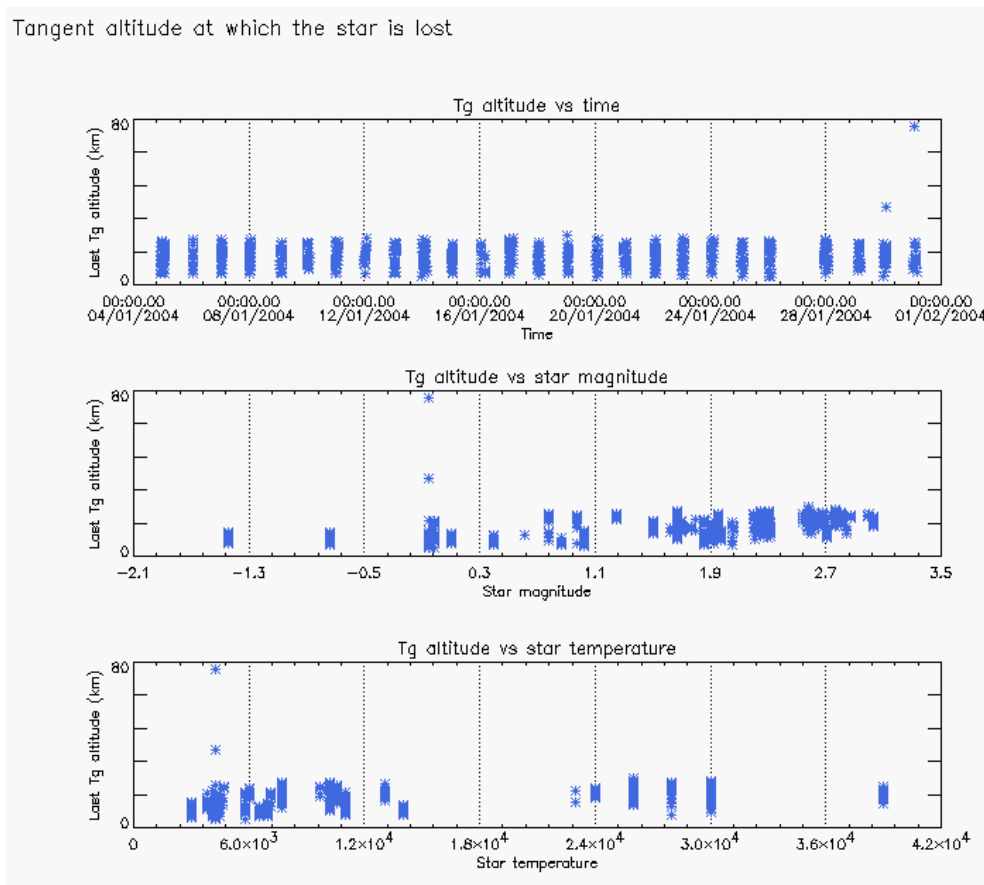 Tangent altitude at which the star is lost
Tg altitude vs time
80
Last Tg altitude (km)
0
00:00.00 00:00.00 00:00.00 00:00.00 00:00.00 00:00.00 00:00.00 00:00.00
04/01/2004 08/01/2004 12/01/2004 16/01/2004 20/01/2004 24/01/2004 28/01/2004 01/02/2004
Time
Tg altitude vs star magnitude
80
Last Tg altitude (km)
0
−2.1 −1.3 −0.5 0.3 1.1 1.9 2.7 3.5
Star magnitude
Tg altitude vs star temperature
80
Last Tg altitude (km)
0
0 6.0×10³ 1.2×10⁴ 1.8×10⁴ 2.4×10⁴ 3.0×10⁴ 3.6×10⁴ 4.2×10⁴
Star temperature